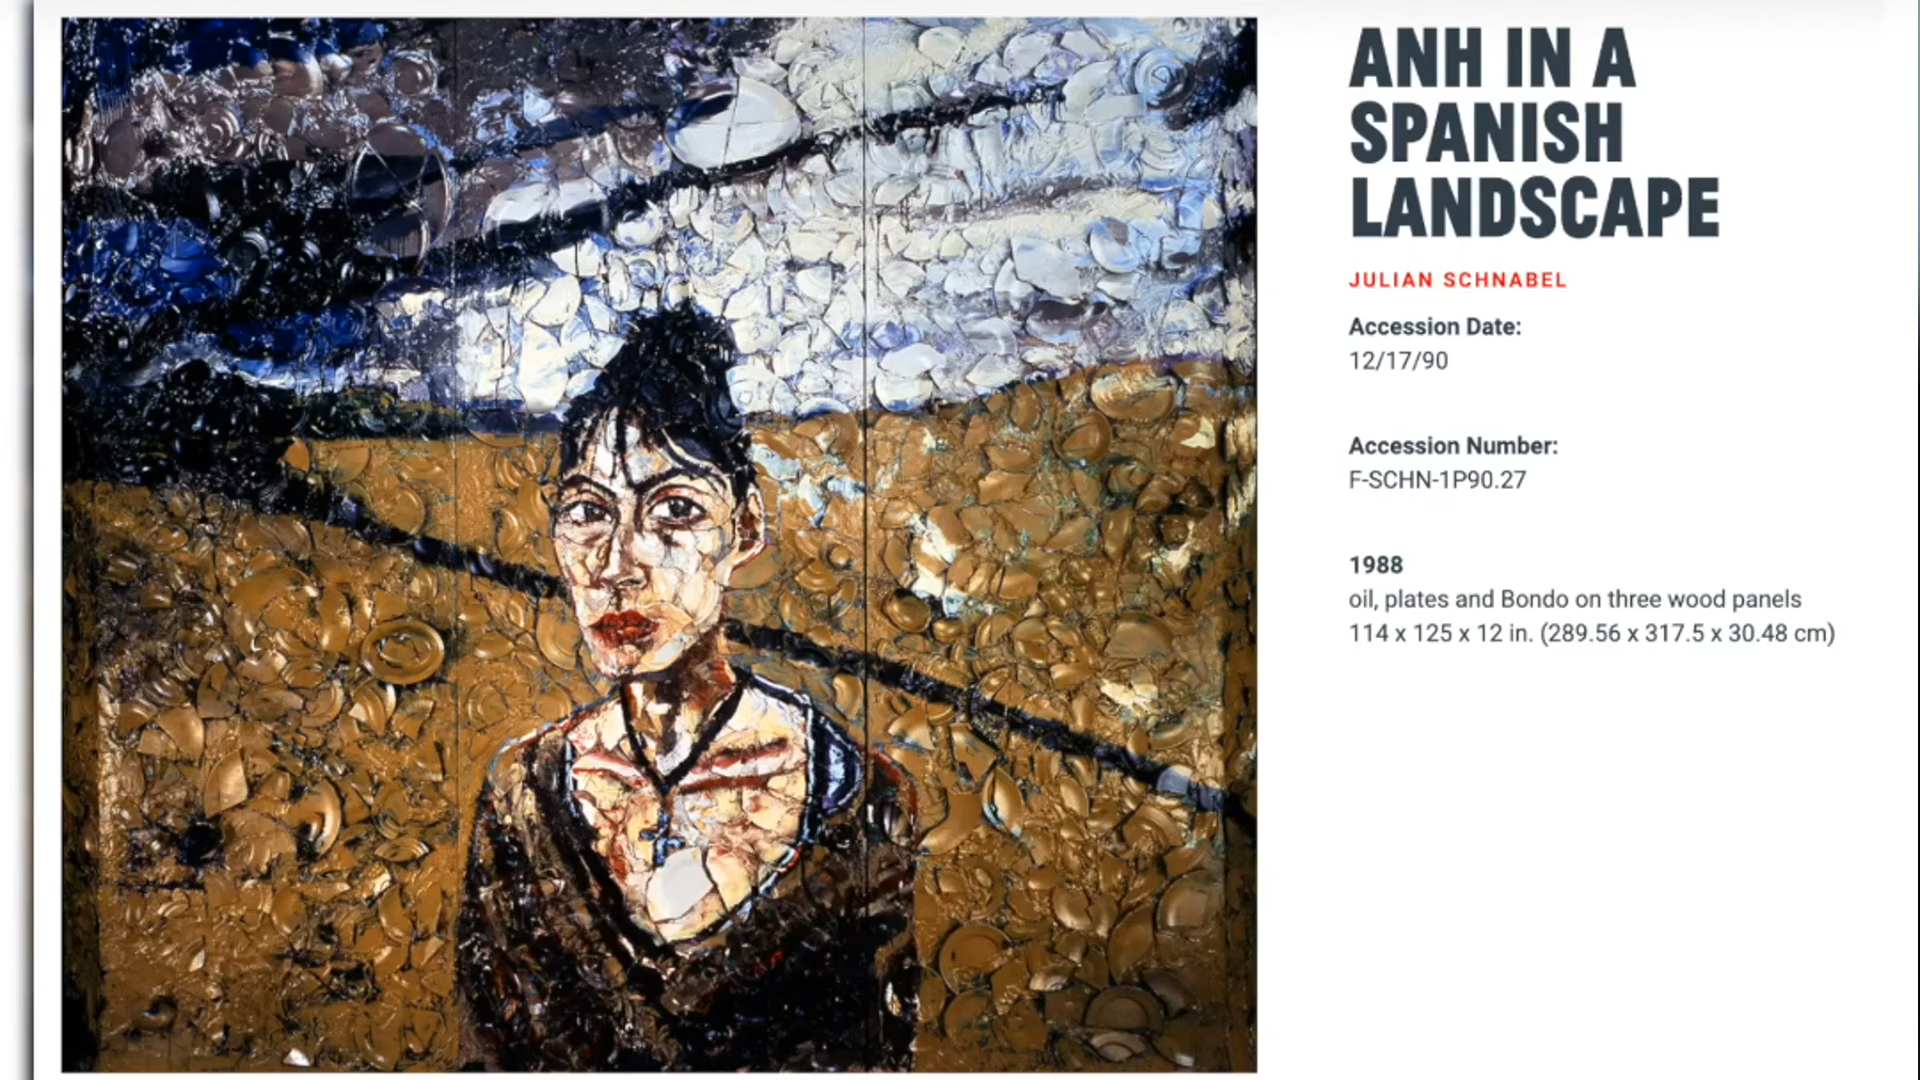 ANH IN A
SPANISH
LANDSCAPE
JULIAN SCHNABEL
Accession Date:
12/17/90
Accession Number:
F-SCHN-1P90.27
1988
oil, plates and Bondo on three wood panels
114 x 125 x 12 in. (289.56 x 317.5 x 30.48 cm)